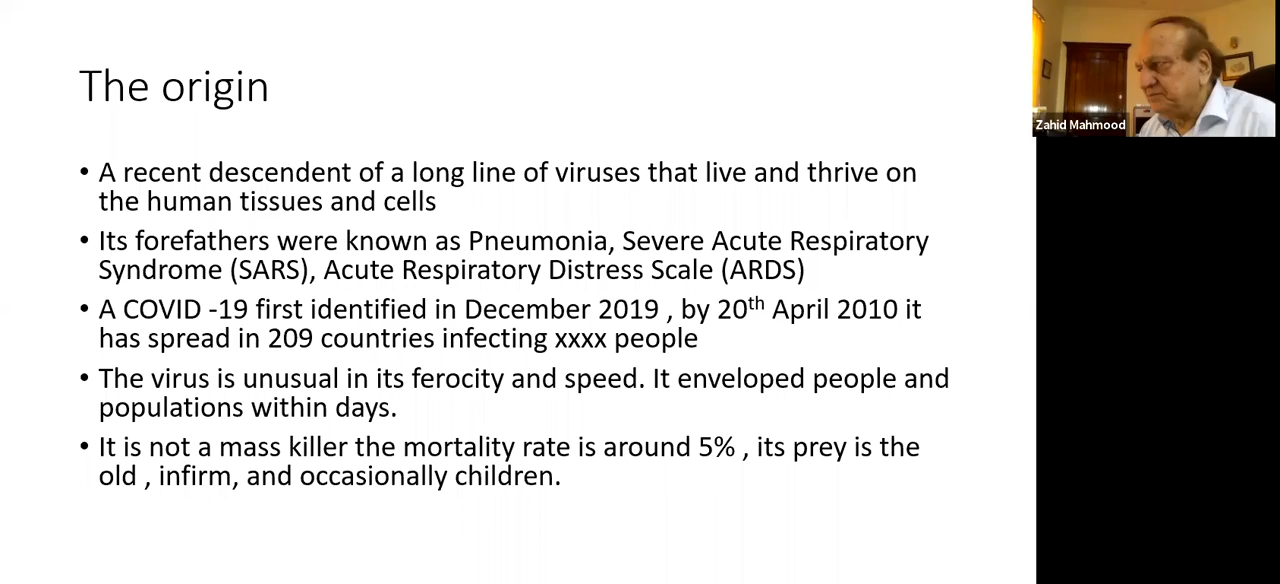 The origin
• A recent descendent of a long line of viruses that live and thrive on
the human tissues and cells
• Its forefathers were known as Pneumonia, Severe Acute Respiratory
Syndrome (SARS), Acute Respiratory Distress Scale (ARDS)
• A COVID -19 first identified in December 2019 , by 20th April 2010 it
has spread in 209 countries infecting xxxx people
• The virus is unusual in its ferocity and speed. It enveloped people and
populations within days.
• It is not a mass killer the mortality rate is around 5% , its prey is the
old , infirm, and occasionally children.
Zahid Mahmood